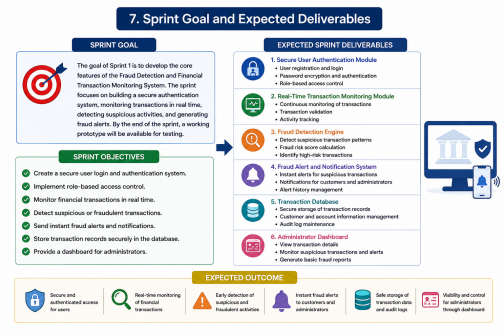 7. Sprint Goal and Expected Deliverables
SPRINT GOAL
The goal of Sprint 1 is to develop the core
features of the Fraud Detection and Financial
Transaction Monitoring System. The sprint
focuses on building a secure authentication
system, monitoring transactions in real time,
detecting suspicious activities, and generating
fraud alerts. By the end of the sprint, a working
prototype will be available for testing.
SPRINT OBJECTIVES
Create a secure user login and authentication system.
Implement role-based access control.
Monitor financial transactions in real time.
Detect suspicious or fraudulent transactions.
Send instant fraud alerts and notifications.
Store transaction records securely in the database.
Provide a dashboard for administrators.
EXPECTED SPRINT DELIVERABLES
1. Secure User Authentication Module
• User registration and login
• Password encryption and authentication
• Role-based access control
2. Real-Time Transaction Monitoring Module
• Continuous monitoring of transactions
• Transaction validation
• Activity tracking
3. Fraud Detection Engine
• Detect suspicious transaction patterns
• Fraud risk score calculation
• Identify high-risk transactions
4. Fraud Alert and Notification System
• Instant alerts for suspicious transactions
• Notifications for customers and administrators
• Alert history management
5. Transaction Database
• Secure storage of transaction records
• Customer and account information management
• Audit log maintenance
6. Administrator Dashboard
• View transaction details
• Monitor suspicious transactions and alerts
• Generate basic fraud reports
EXPECTED OUTCOME
Secure and
authenticated access
for users
Real-time monitoring
of financial
transactions
Early detection of
suspicious and
fraudulent activities
Instant fraud alerts
to customers and
administrators
Safe storage of
transaction data
and audit logs
Visibility and control
for administrators
through dashboard